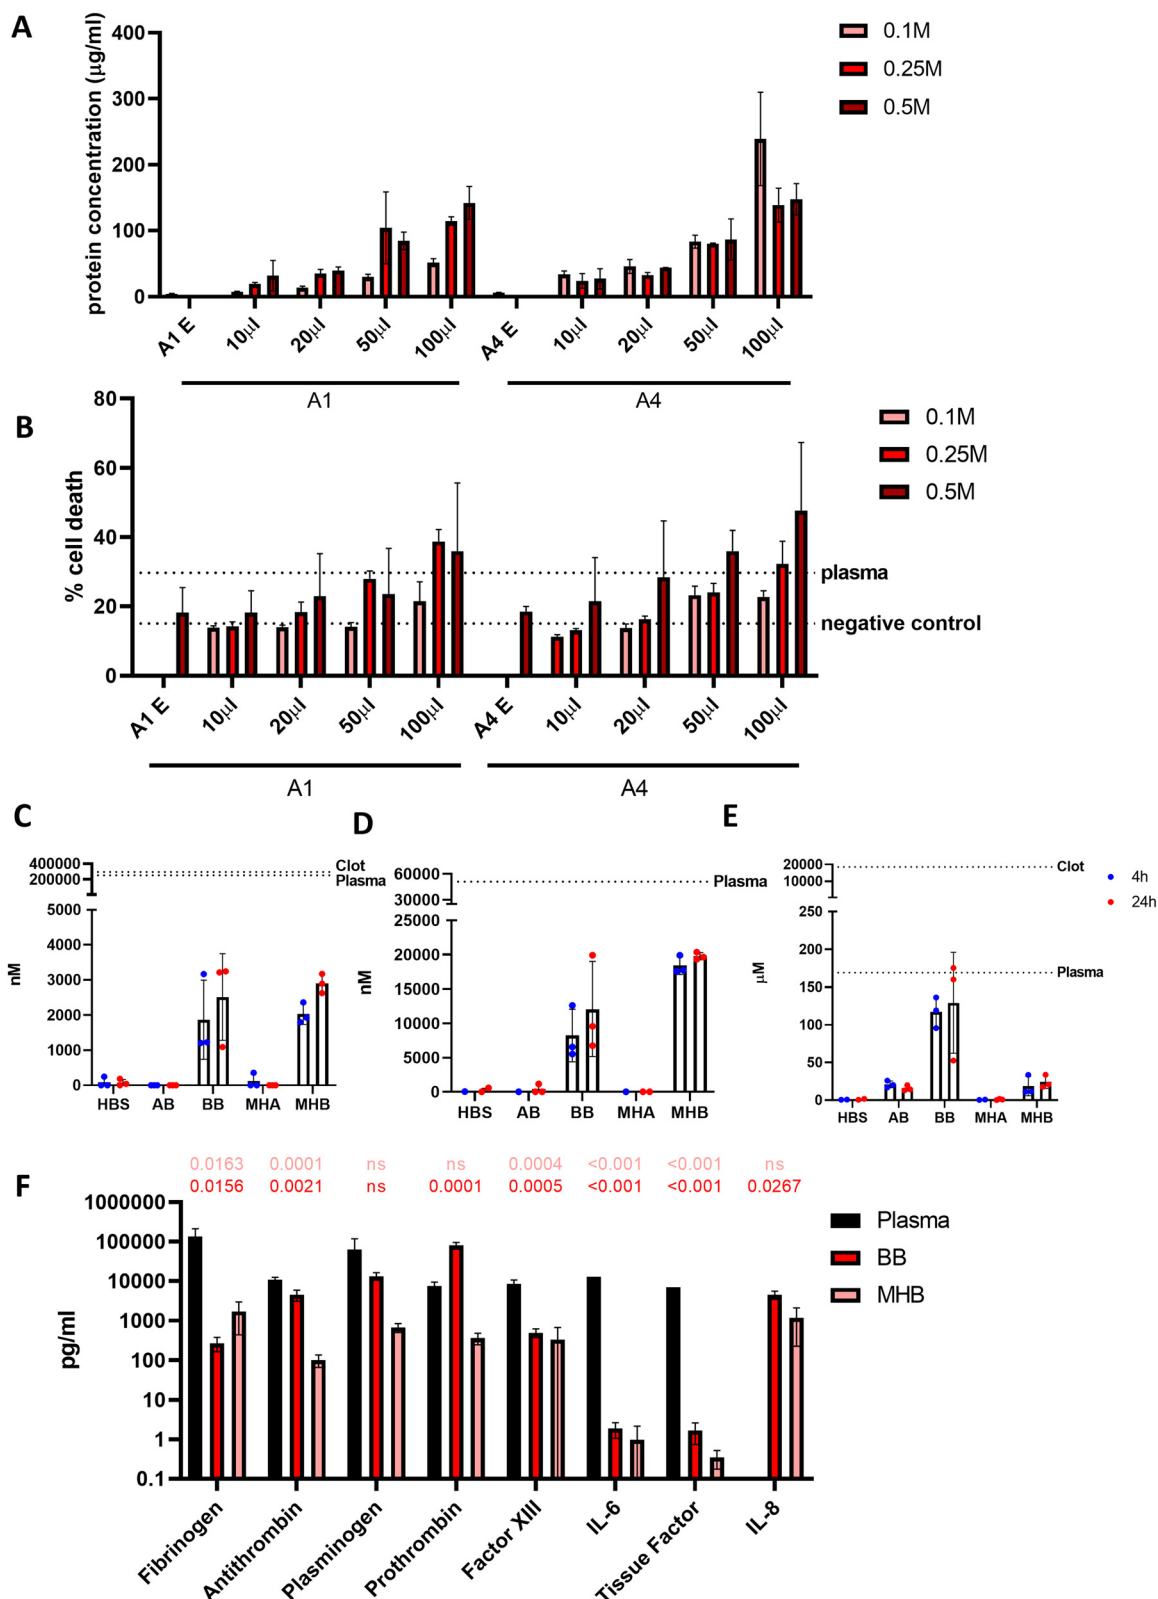 A
protein concentration (µg/ml)
400
300
200
100
0
0.1M
0.25M
0.5M
A1 E
10µl
20µl
50µl
100µl
A4 E
10µl
20µl
50µl
100µl
A1
A4
B
% cell death
80
60
40
20
0
0.1M
0.25M
0.5M
plasma
negative control
A1 E
10µl
20µl
50µl
100µl
A4 E
10µl
20µl
50µl
100µl
A1
A4
C
400000
200000
5000
4000
3000
2000
1000
0
nM
Clot
Plasma
HBS
AB
BB
MHA
MHB
D
60000
30000
25000
20000
15000
10000
5000
0
nM
Plasma
HBS
AB
BB
MHA
MHB
E
20000
10000
250
200
150
100
50
0
µM
Clot
Plasma
4h
24h
HBS
AB
BB
MHA
MHB
F
0.0163 0.0001 ns ns 0.0004 <0.001 <0.001 ns
0.0156 0.0021 ns 0.0001 0.0005 <0.001 <0.001 0.0267
pg/ml
1000000
100000
10000
1000
100
10
1
0.1
Plasma
BB
MHB
Fibrinogen
Antithrombin
Plasminogen
Prothrombin
Factor XIII
IL-6
Tissue Factor
IL-8